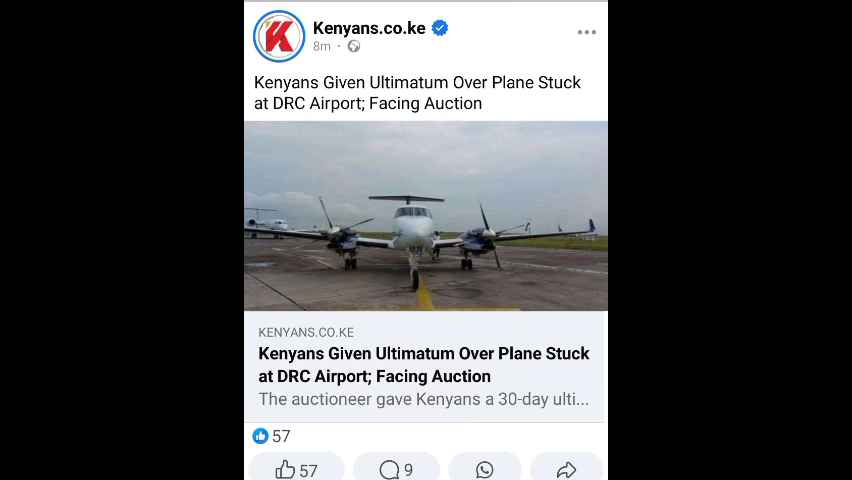 Kenyans.co.ke
8m
Kenyans Given Ultimatum Over Plane Stuck
at DRC Airport; Facing Auction
KENYANS.CO.KE
Kenyans Given Ultimatum Over Plane Stuck
at DRC Airport; Facing Auction
The auctioneer gave Kenyans a 30-day ulti...
57
57
9